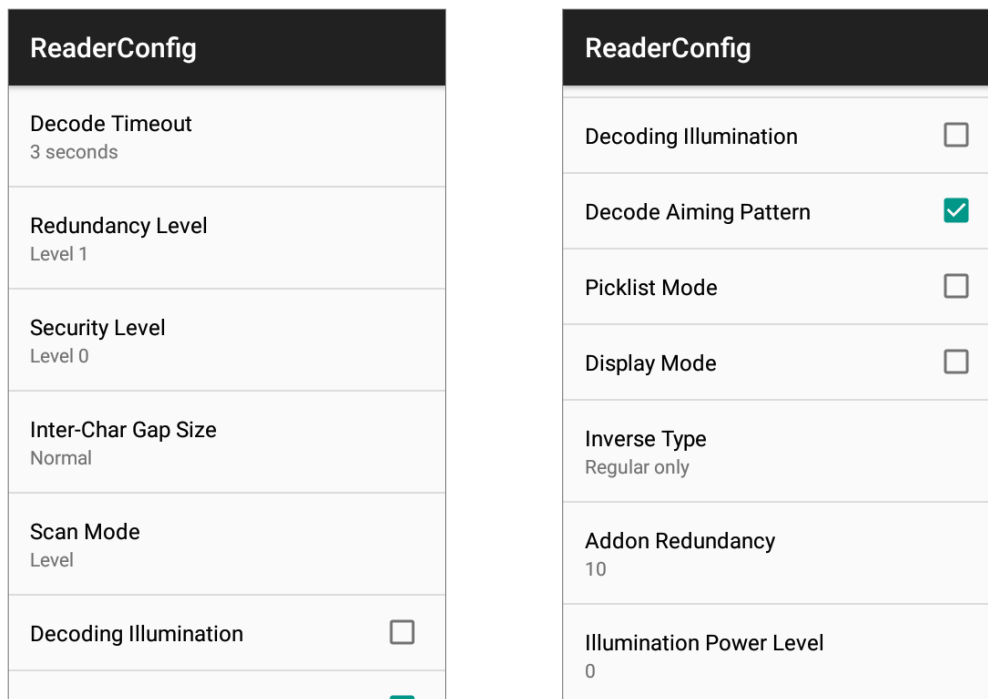 ReaderConfig
Decode Timeout
3 seconds
Redundancy Level
Level 1
Security Level
Level 0
Inter-Char Gap Size
Normal
Scan Mode
Level
Decoding Illumination
ReaderConfig
Decoding Illumination
Decode Aiming Pattern
Picklist Mode
Display Mode
Inverse Type
Regular only
Addon Redundancy
10
Illumination Power Level
0